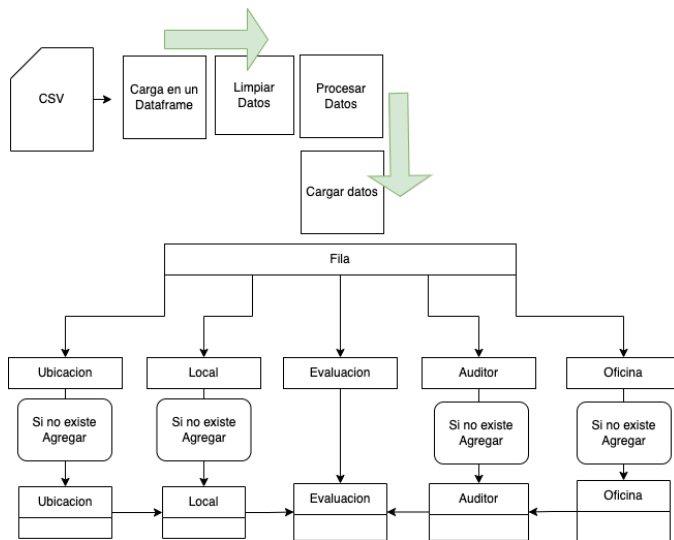 CSV
Carga en un
Dataframe
Limpiar
Datos
Procesar
Datos
Cargar datos
Fila
Ubicacion
Local
Evaluacion
Auditor
Oficina
Si no existe
Agregar
Si no existe
Agregar
Si no existe
Agregar
Si no existe
Agregar
Ubicacion
Local
Evaluacion
Auditor
Oficina